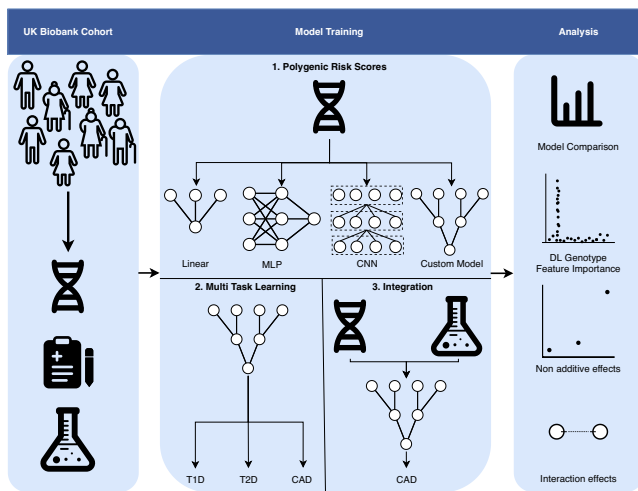 UK Biobank Cohort
Model Training
Analysis
1. Polygenic Risk Scores
Linear
MLP
CNN
Custom Model
2. Multi Task Learning
T1D
T2D
CAD
3. Integration
CAD
Model Comparison
DL Genotype
Feature Importance
Non additive effects
Interaction effects